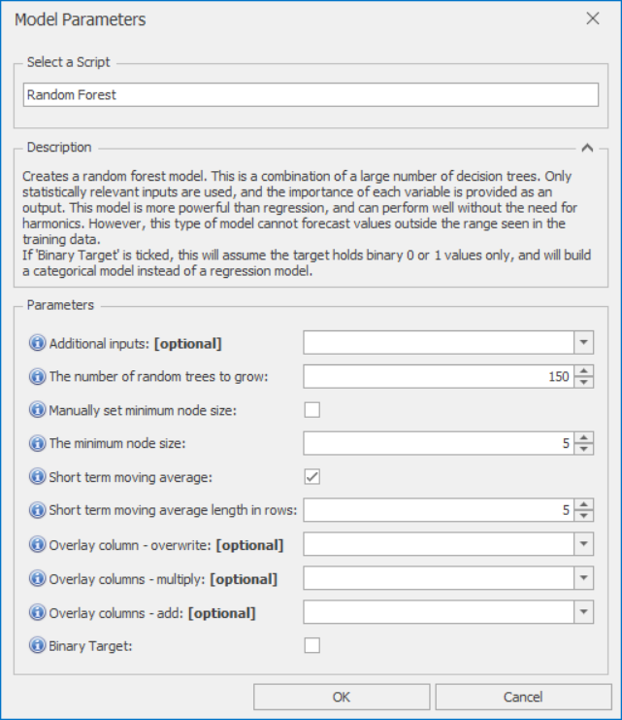 Model Parameters
Select a Script
Random Forest
Description
Creates a random forest model. This is a combination of a large number of decision trees. Only
statistically relevant inputs are used, and the importance of each variable is provided as an
output. This model is more powerful than regression, and can perform well without the need for
harmonics. However, this type of model cannot forecast values outside the range seen in the
training data.
If 'Binary Target' is ticked, this will assume the target holds binary 0 or 1 values only, and will build
a categorical model instead of a regression model.
Parameters
Additional inputs: [optional]
The number of random trees to grow: 150
Manually set minimum node size:
The minimum node size: 5
Short term moving average:
Short term moving average length in rows: 5
Overlay column - overwrite: [optional]
Overlay columns - multiply: [optional]
Overlay columns - add: [optional]
Binary Target:
OK Cancel